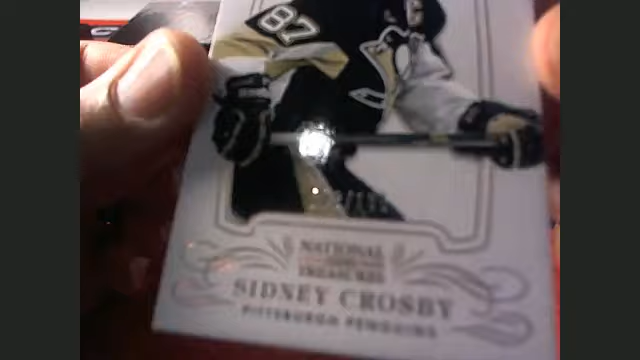 87
C
NATIONAL
TREASURES
SIDNEY CROSBY
PITTSBURGH PENGUINS